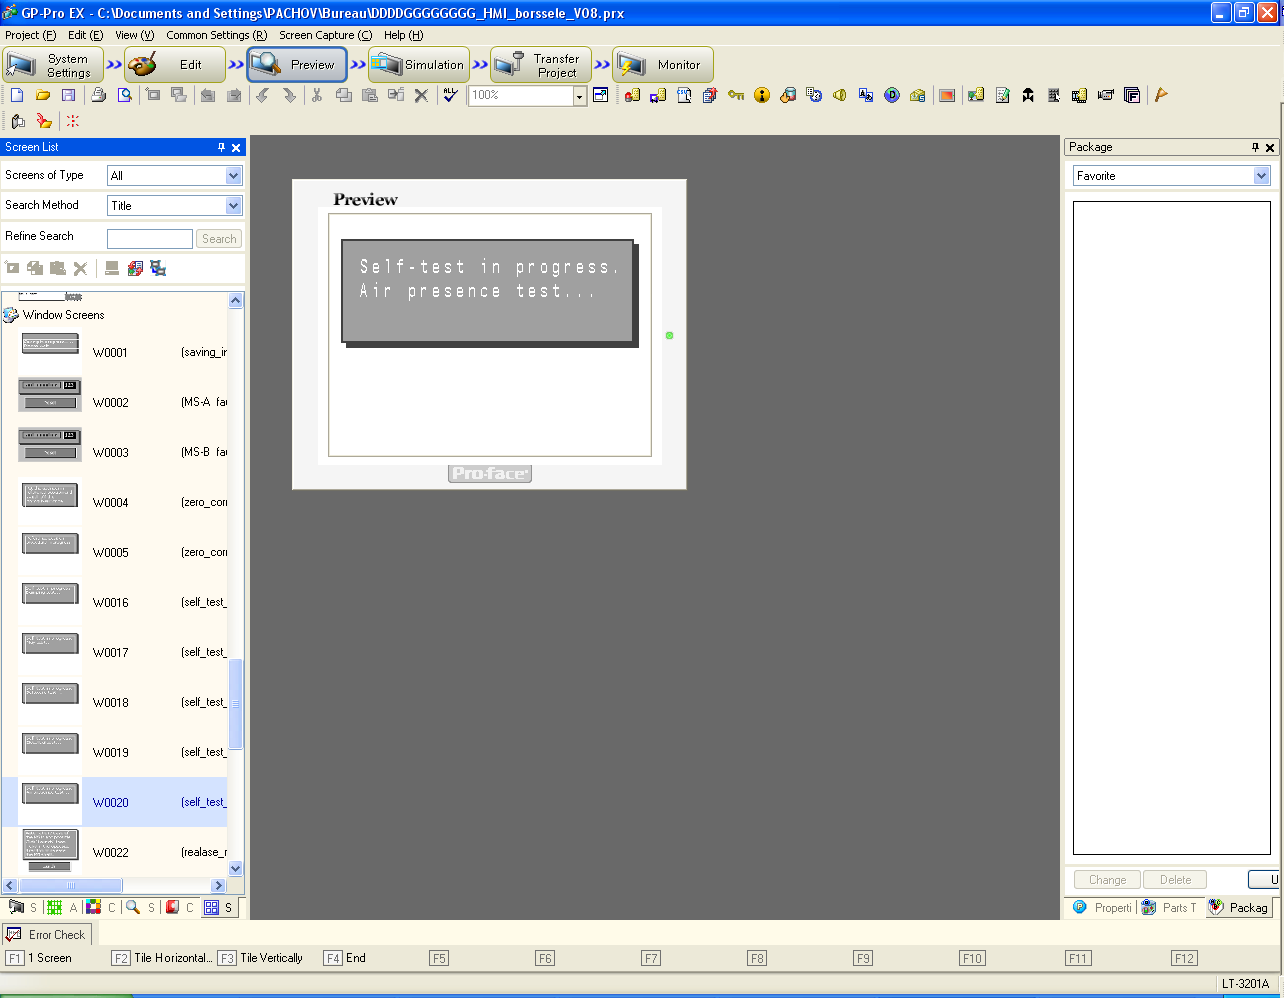 GP-Pro EX - C:\Documents and Settings\PACHOV\Bureau\DDDDGGGGGGGG_HMI_borssele_V08.prx
Project (F) Edit (E) View (V) Common Settings (R) Screen Capture (C) Help (H)
System Settings
Edit
Preview
Simulation
Transfer Project
Monitor
100%
Screen List
Screens of Type
All
Search Method
Title
Refine Search
Search
Window Screens
W0001 (saving_in
W0002 (MS-A fau
W0003 (MS-B fau
W0004 (zero_corr
W0005 (zero_corr
W0016 (self_test_
W0017 (self_test_
W0018 (self_test_
W0019 (self_test_
W0020 (self_test_
W0022 (realase_r
S A C S C S
Preview
Self-test in progress.
Air presence test...
Pro-face
Package
Favorite
Change Delete U
Properti Parts T Packag
Error Check
F1 1 Screen F2 Tile Horizontal... F3 Tile Vertically F4 End F5 F6 F7 F8 F9 F10 F11 F12
LT-3201A